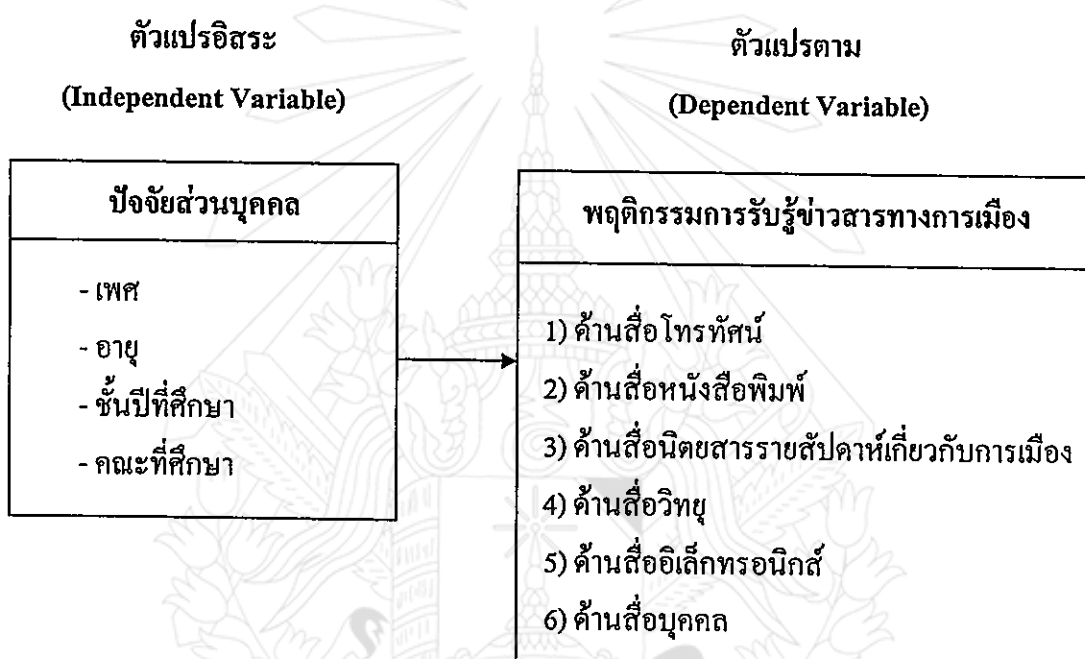 ตัวแปรอิสระ
(Independent Variable)
ปัจจัยส่วนบุคคล
- เพศ
- อายุ
- ชั้นปีที่ศึกษา
- คณะที่ศึกษา
ตัวแปรตาม
(Dependent Variable)
พฤติกรรมการรับรู้ข่าวสารทางการเมือง
1) ด้านสื่อโทรทัศน์
2) ด้านสื่อหนังสือพิมพ์
3) ด้านสื่อนิตยสารรายสัปดาห์เกี่ยวกับการเมือง
4) ด้านสื่อวิทยุ
5) ด้านสื่ออิเล็กทรอนิกส์
6) ด้านสื่อบุคคล